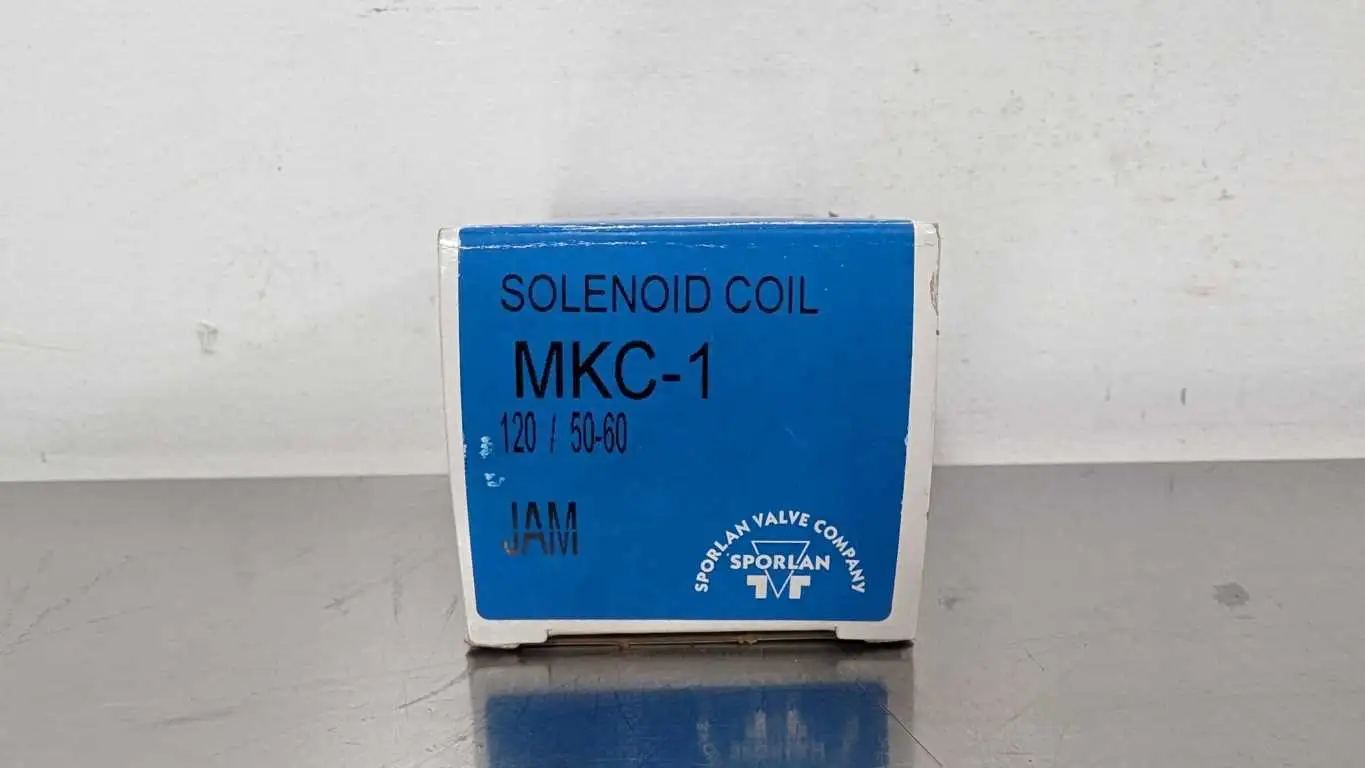 SOLENOID COIL
MKC-1
120 / 50-60
JAM
SPORLAN VALVE COMPANY
SPORLAN